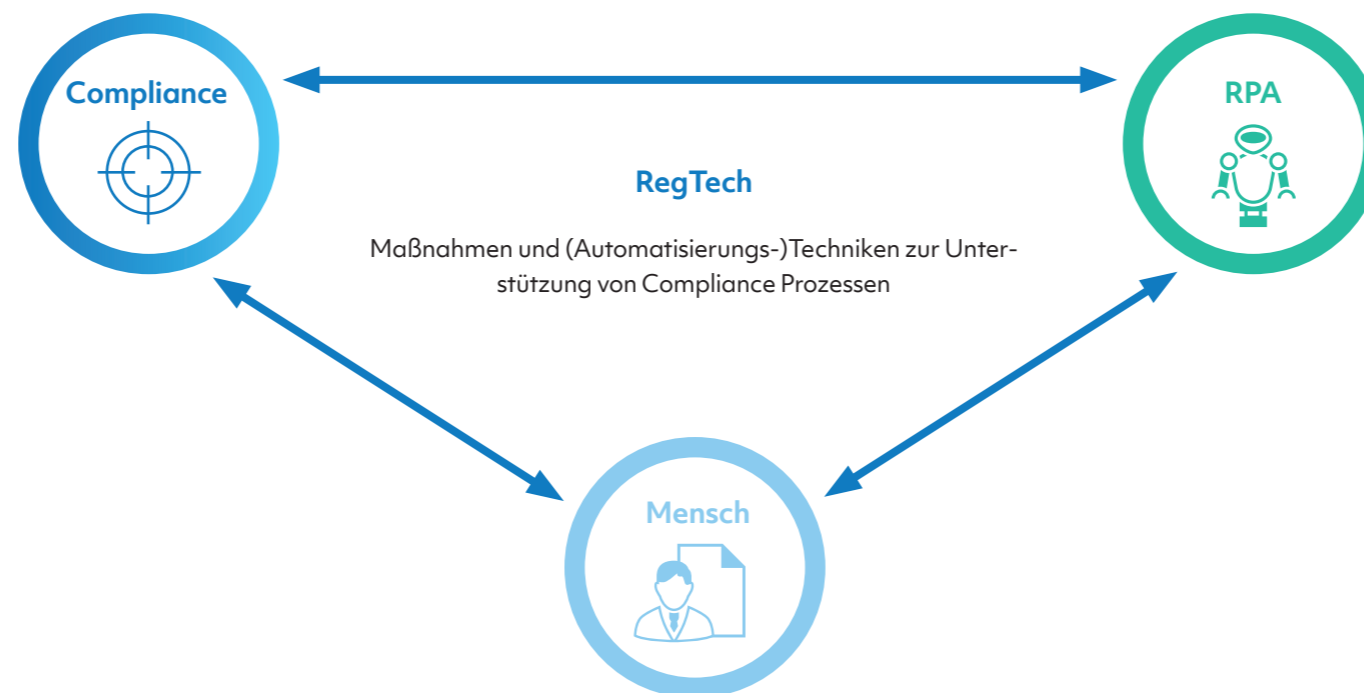 Compliance
RPA
RegTech
Maßnahmen und (Automatisierungs-)Techniken zur Unter-
stützung von Compliance Prozessen
Mensch